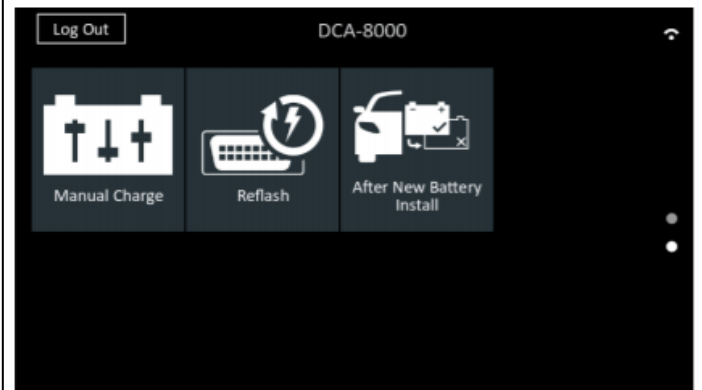 Log Out
DCA-8000
Manual Charge
Reflash
After New Battery
Install